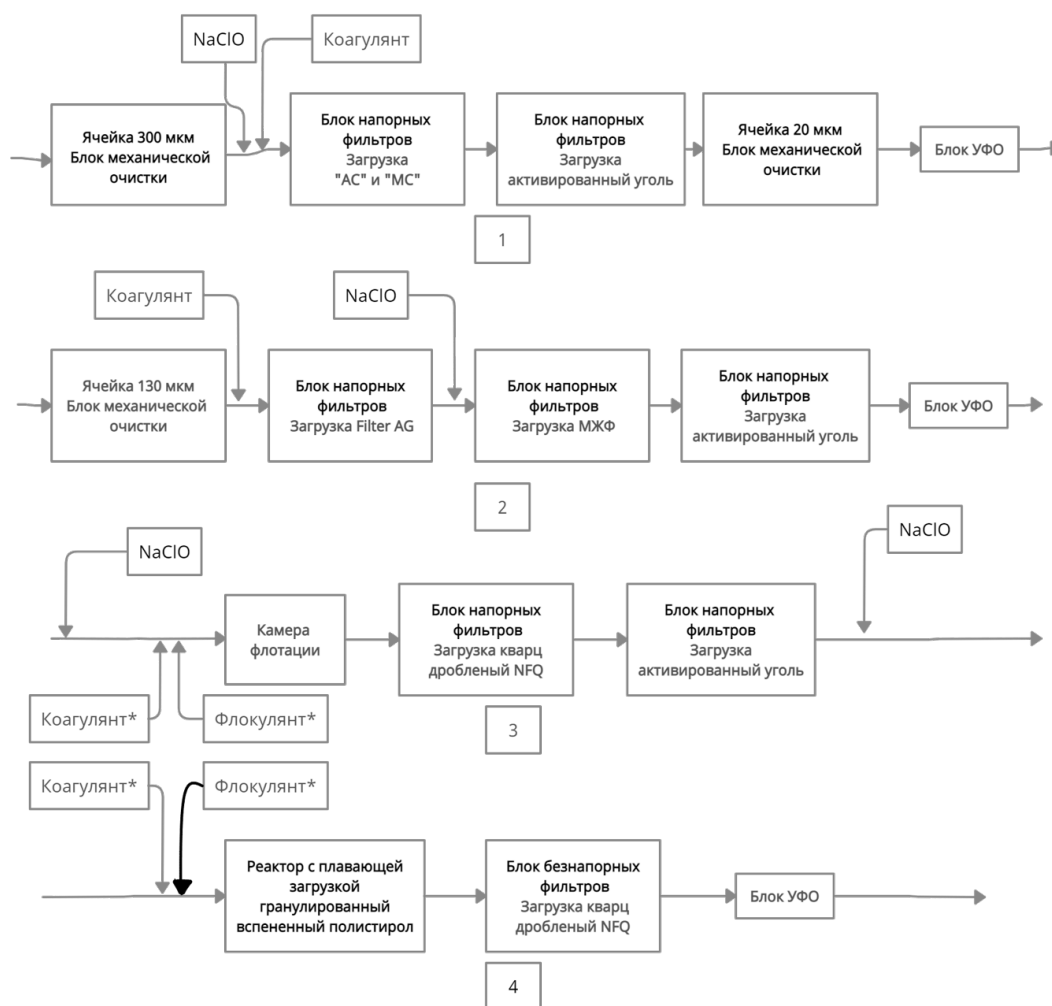 NaClO
Коагулянт
Ячейка 300 мкм
Блок механической
очистки
Блок напорных
фильтров
Загрузка
"АС" и "МС"
Блок напорных
фильтров
Загрузка
активированный уголь
Ячейка 20 мкм
Блок механической
очистки
Блок УФО
1
Коагулянт
NaClO
Ячейка 130 мкм
Блок механической
очистки
Блок напорных
фильтров
Загрузка Filter AG
Блок напорных
фильтров
Загрузка МЖФ
Блок напорных
фильтров
Загрузка
активированный уголь
Блок УФО
2
NaClO
NaClO
Камера
флотации
Блок напорных
фильтров
Загрузка кварц
дробленый NFQ
Блок напорных
фильтров
Загрузка
активированный уголь
Коагулянт*
Флокулянт*
3
Коагулянт*
Флокулянт*
Реактор с плавающей
загрузкой
гранулированный
вспененный полистирол
Блок безнапорных
фильтров
Загрузка кварц
дробленый NFQ
Блок УФО
4